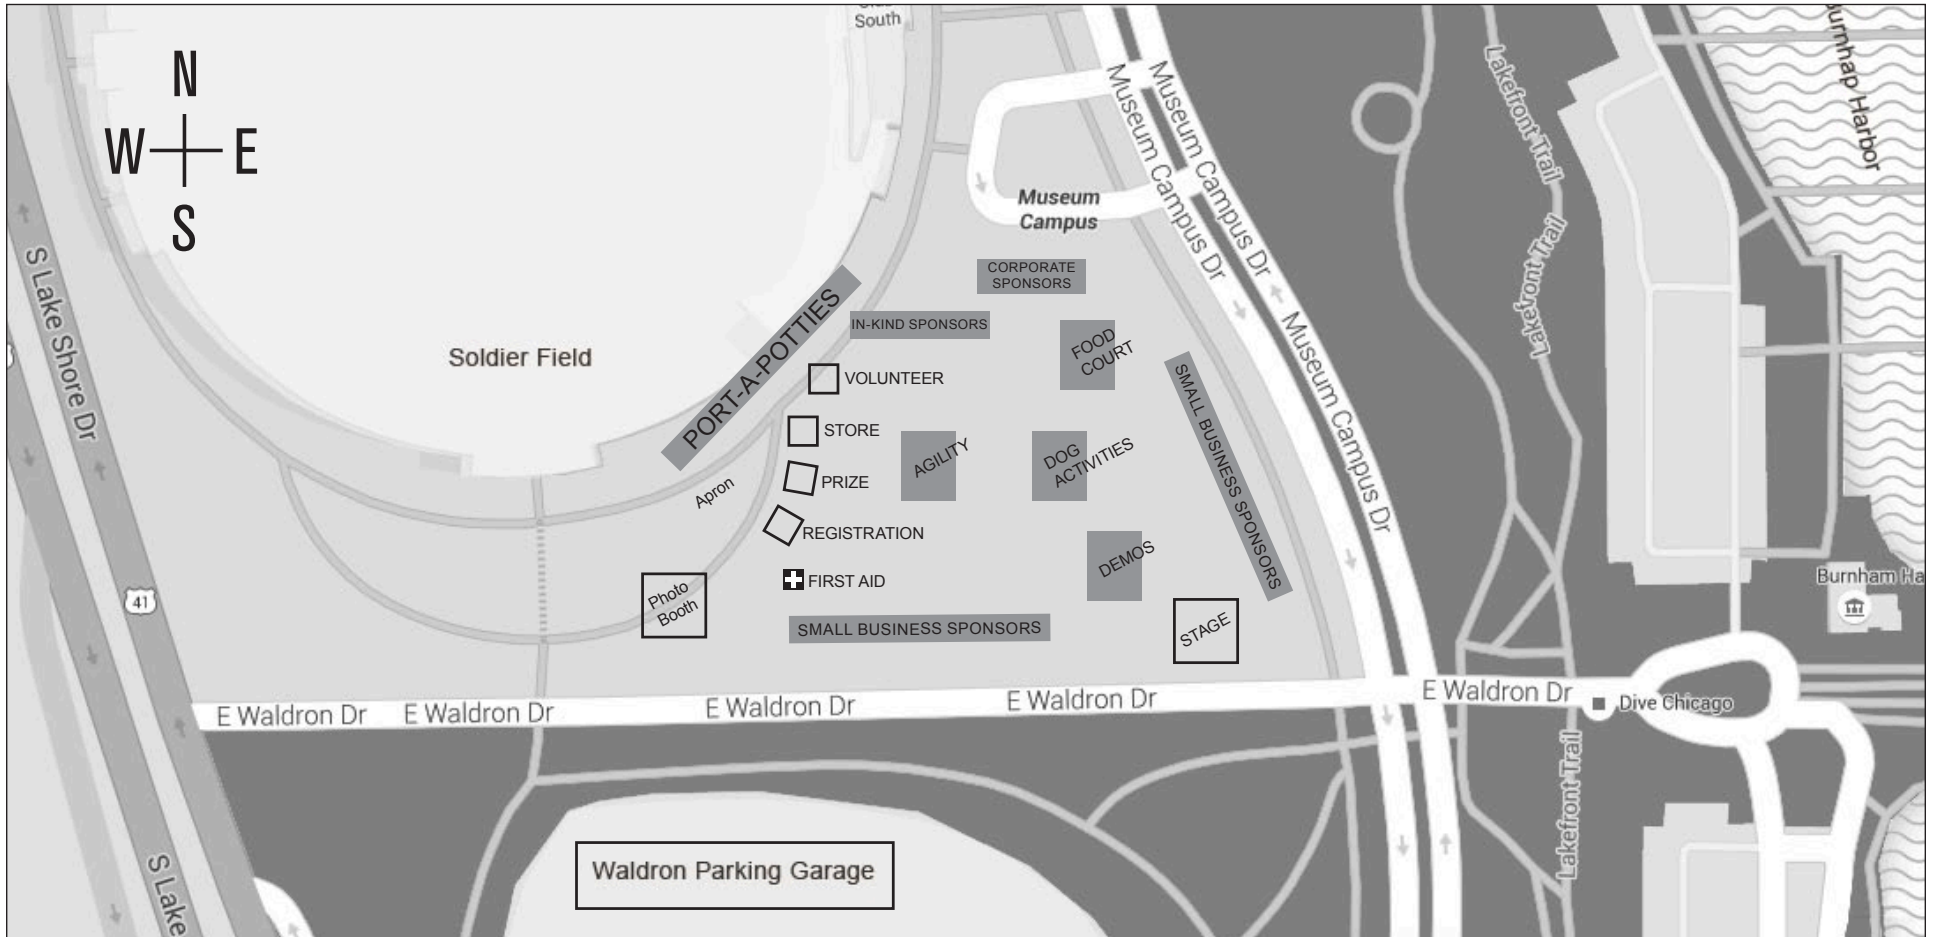 South
N
W E
S
Museum Campus Dr
Museum Campus Dr
Lakefront Trail
Burnhap Harbor
Museum
Campus
Lakefront Trail
S Lake Shore Dr
CORPORATE
SPONSORS
PORT-A-POTTIES
IN-KIND SPONSORS
FOOD
COURT
Soldier Field
VOLUNTEER
SMALL BUSINESS SPONSORS
Museum Campus Dr
STORE
AGILITY
DOG
ACTIVITIES
Apron
PRIZE
REGISTRATION
DEMOS
FIRST AID
Photo
Booth
41
Burnham Ha
SMALL BUSINESS SPONSORS
STAGE
E Waldron Dr
E Waldron Dr
E Waldron Dr
E Waldron Dr
E Waldron Dr
Dive Chicago
Lakefront Trail
Waldron Parking Garage
S Lake